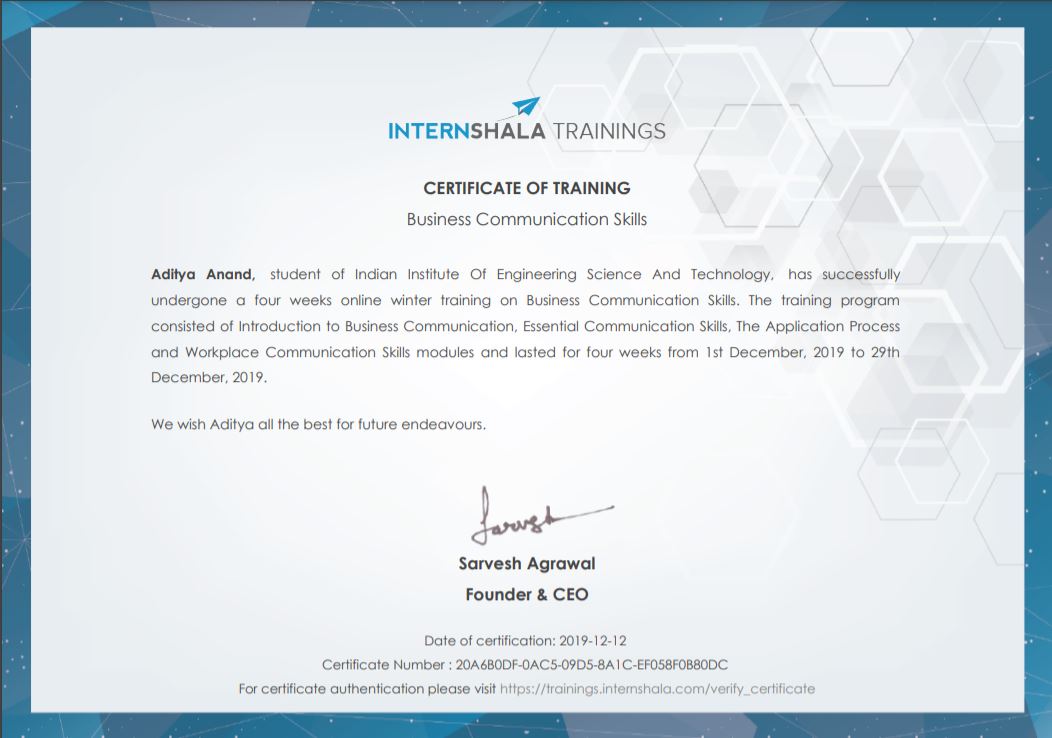 INTERNSHALA TRAININGS
CERTIFICATE OF TRAINING
Business Communication Skills
Aditya Anand, student of Indian Institute Of Engineering Science And Technology, has successfully
undergone a four weeks online winter training on Business Communication Skills. The training program
consisted of Introduction to Business Communication, Essential Communication Skills, The Application Process
and Workplace Communication Skills modules and lasted for four weeks from 1st December, 2019 to 29th
December, 2019.
We wish Aditya all the best for future endeavours.
Sarvesh
Sarvesh Agrawal
Founder & CEO
Date of certification: 2019-12-12
Certificate Number : 20A6B0DF-0AC5-09D5-8A1C-EF058F0B80DC
For certificate authentication please visit https://trainings.internshala.com/verify_certificate